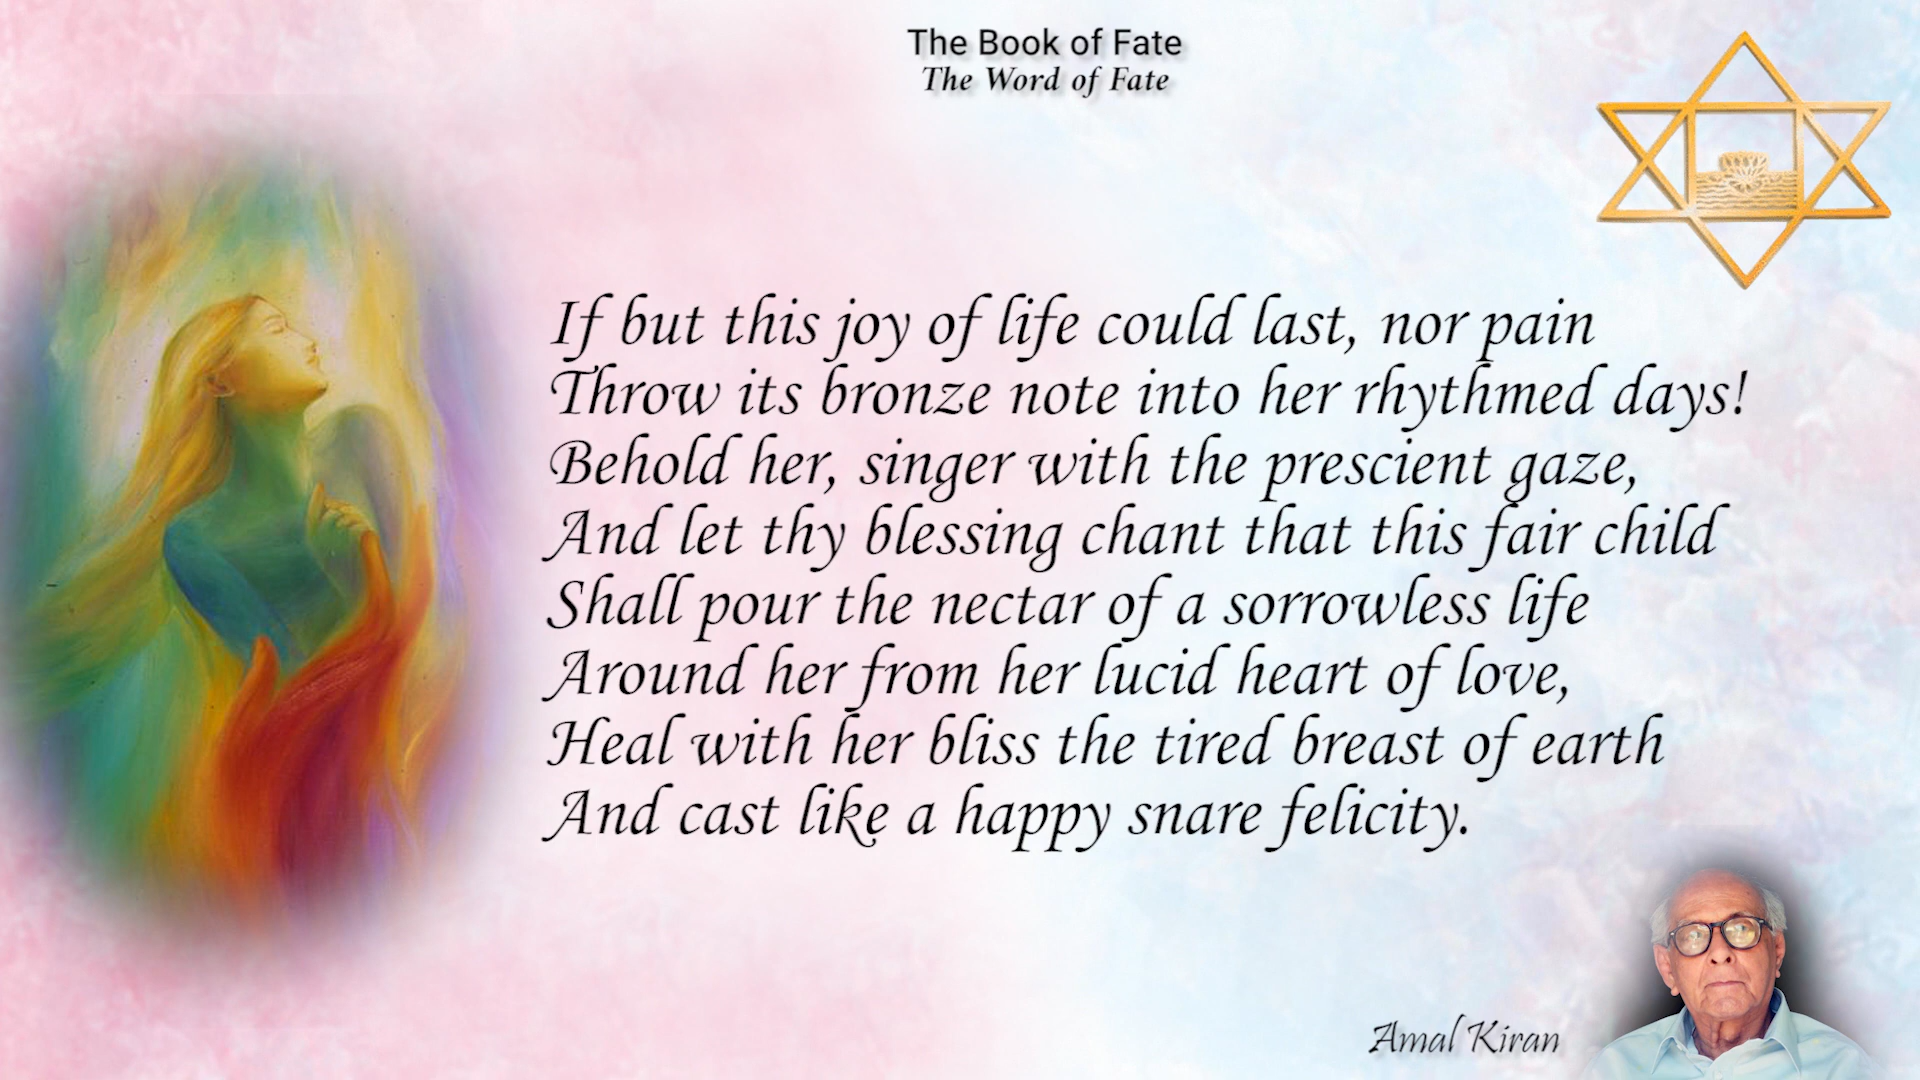 The Book of Fate
The Word of Fate
If but this joy of life could last, nor pain
Throw its bronze note into her rhythmed days!
Behold her, singer with the prescient gaze,
And let thy blessing chant that this fair child
Shall pour the nectar of a sorrowless life
Around her from her lucid heart of love,
Heal with her bliss the tired breast of earth
And cast like a happy snare felicity.
Amal Kiran